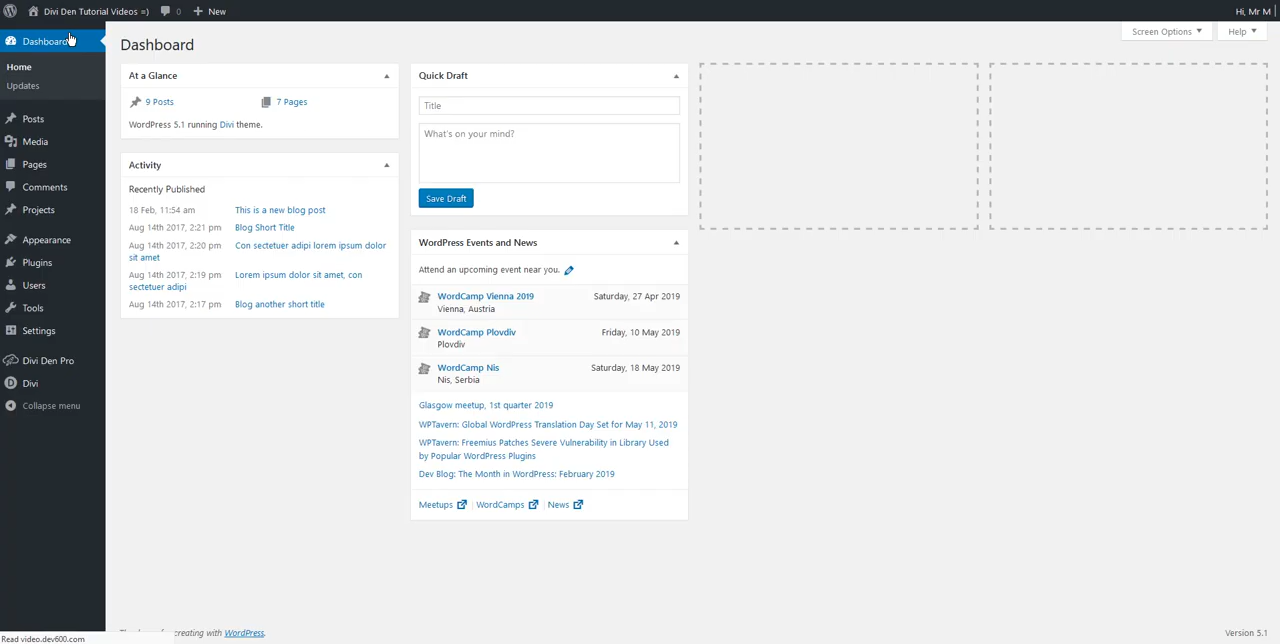 Divi Den Tutorial Videos =) 0 New Hi, Mr M
Dashboard
Home
Updates
Posts
Media
Pages
Comments
Projects
Appearance
Plugins
Users
Tools
Settings
Divi Den Pro
Divi
Collapse menu
Screen Options Help
Dashboard
At a Glance
9 Posts 7 Pages
WordPress 5.1 running Divi theme.
Activity
Recently Published
18 Feb, 11:54 am This is a new blog post
Aug 14th 2017, 2:21 pm Blog Short Title
Aug 14th 2017, 2:20 pm Con sectetuer adipi lorem ipsum dolor
sit amet
Aug 14th 2017, 2:19 pm Lorem ipsum dolor sit amet, con
sectetuer adipi
Aug 14th 2017, 2:17 pm Blog another short title
Quick Draft
Title
What's on your mind?
Save Draft
WordPress Events and News
Attend an upcoming event near you.
WordCamp Vienna 2019 Saturday, 27 Apr 2019
Vienna, Austria
WordCamp Plovdiv Friday, 10 May 2019
Plovdiv
WordCamp Nis Saturday, 18 May 2019
Nis, Serbia
Glasgow meetup, 1st quarter 2019
WPTavern: Global WordPress Translation Day Set for May 11, 2019
WPTavern: Freemius Patches Severe Vulnerability in Library Used
by Popular WordPress Plugins
Dev Blog: The Month in WordPress: February 2019
Meetups WordCamps News
creating with WordPress.
Version 5.1
Read video.dev600.com